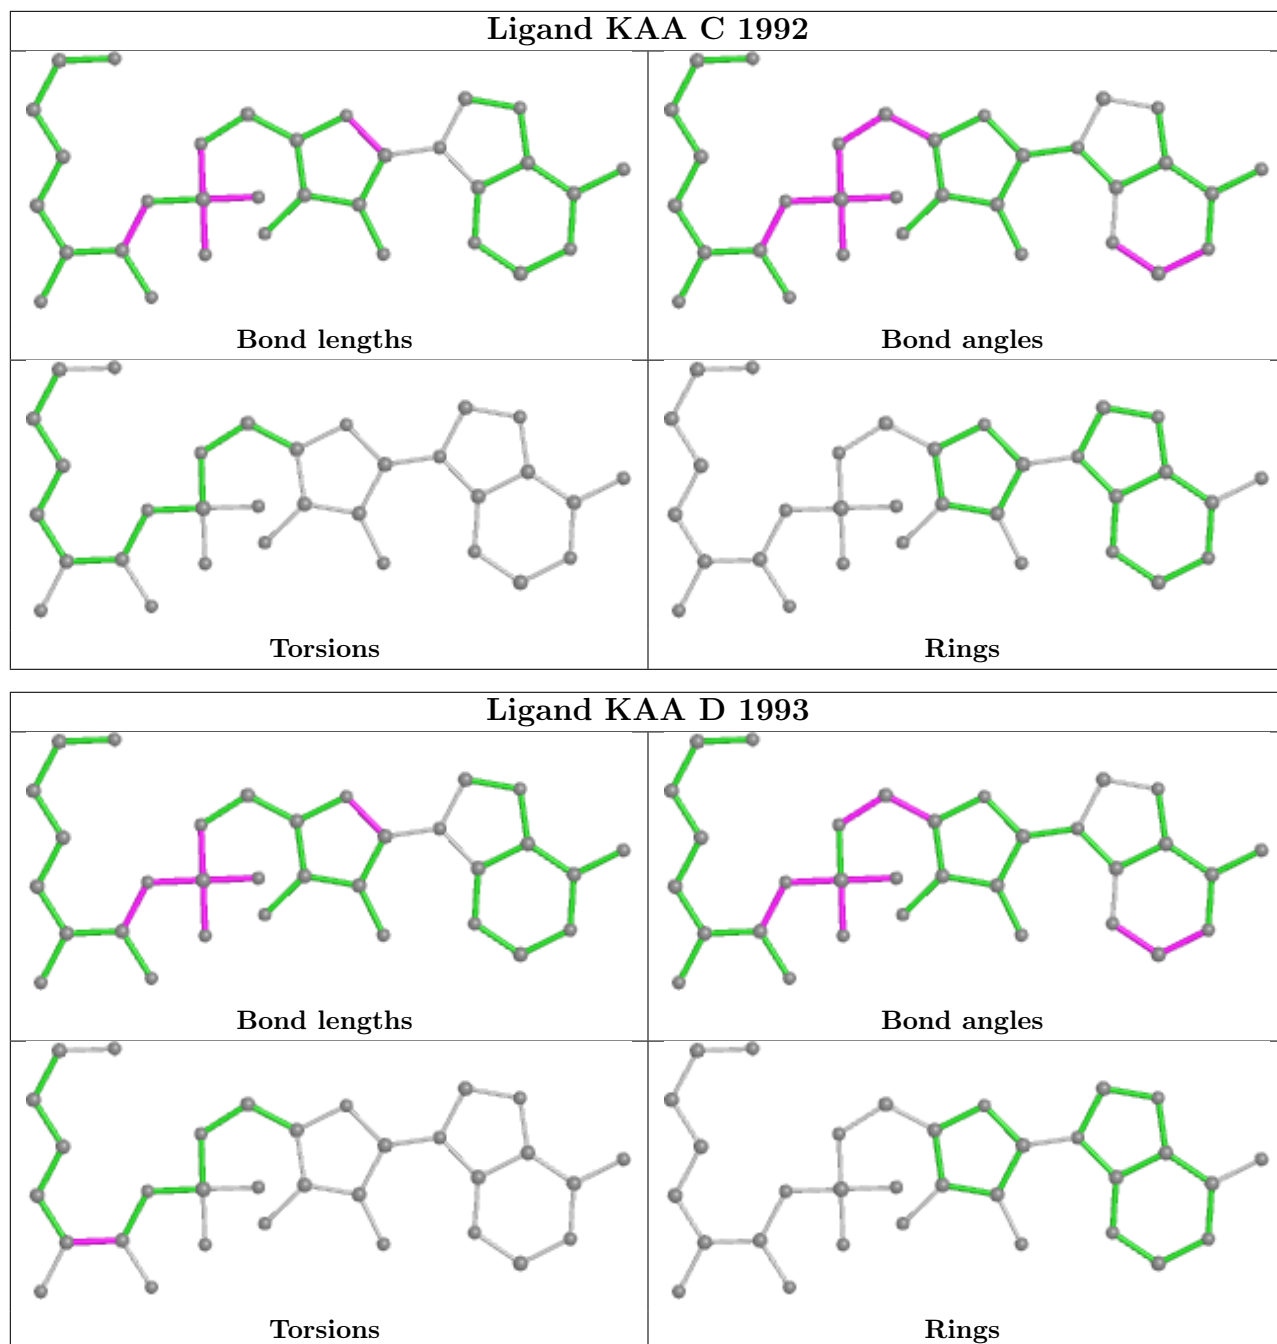 Ligand KAA C 1992
Bond lengths
Bond angles
Torsions
Rings
Ligand KAA D 1993
Bond lengths
Bond angles
Torsions
Rings